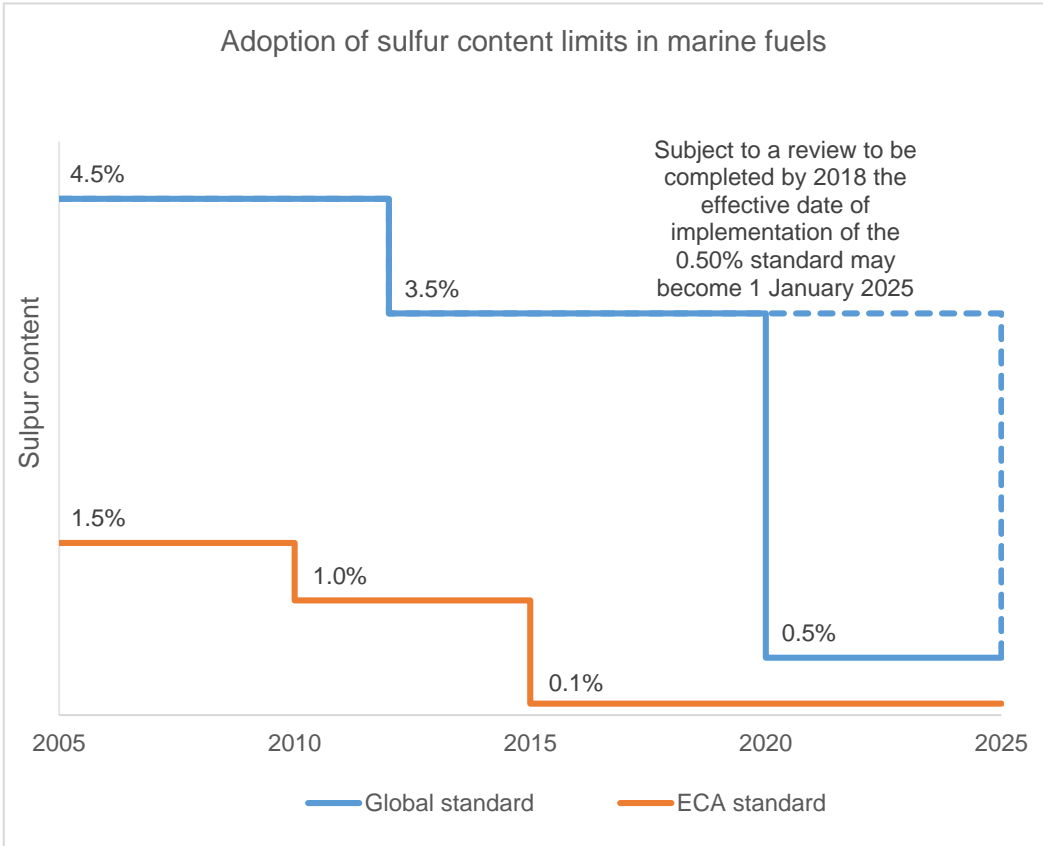 Adoption of sulfur content limits in marine fuels
Subject to a review to be
completed by 2018 the
effective date of
implementation of the
0.50% standard may
become 1 January 2025
4.5%
3.5%
Sulpur content
1.5%
1.0%
0.5%
0.1%
2005
2010
2015
2020
2025
Global standard
ECA standard